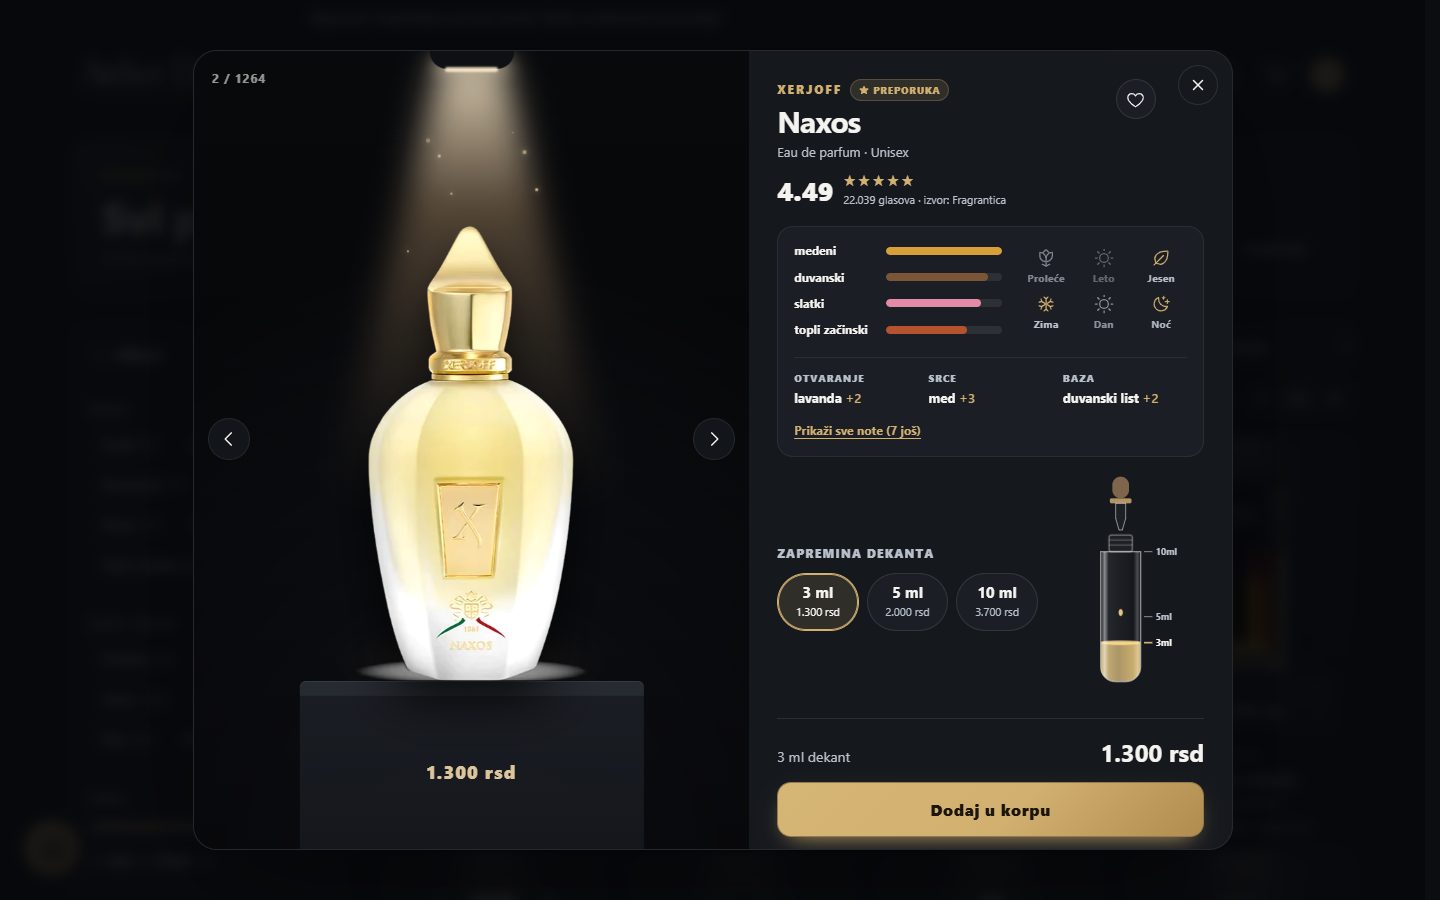 2 / 1264
XERJOFF
X
1861
NAXOS
1.300 rsd
XERJOFF PREPORUKA
Naxos
Eau de parfum · Unisex
4.49
22.039 glasova · izvor: Fragrantica
medeni
duvanski
slatki
topli začinski
Proleće Leto Jesen
Zima Dan Noć
OTVARANJE SRCE BAZA
lavanda +2 med +3 duvanski list +2
Prikaži sve note (7 još)
ZAPREMINA DEKANTA
3 ml 5 ml 10 ml
1.300 rsd 2.000 rsd 3.700 rsd
10ml
5ml
3ml
3 ml dekant 1.300 rsd
Dodaj u korpu